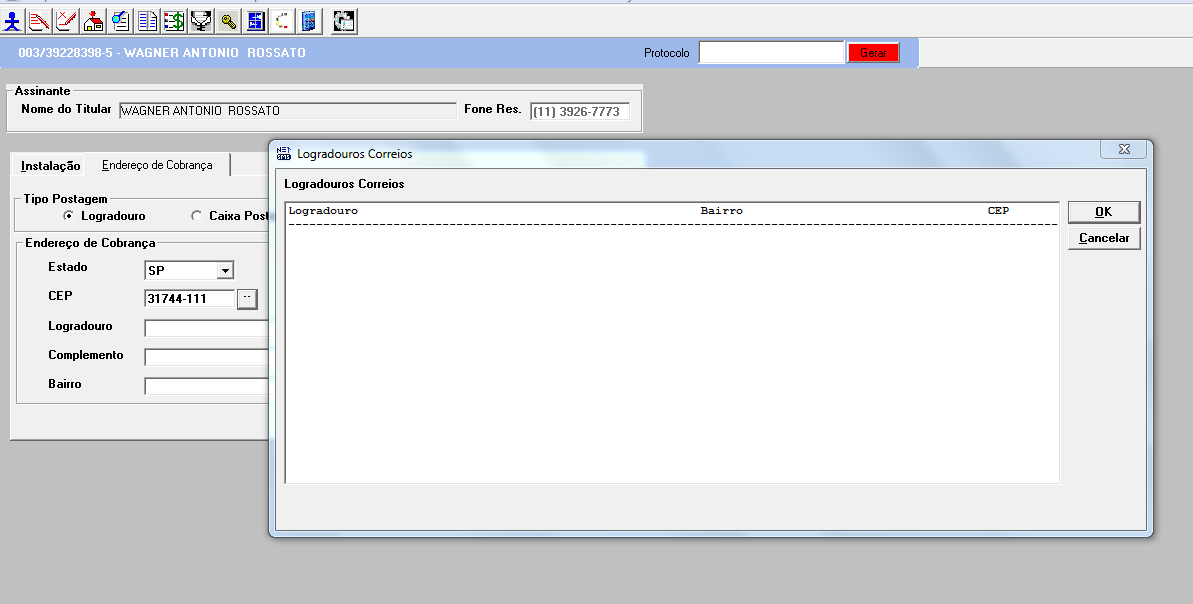 003/39228398-5 - WAGNER ANTONIO  ROSSATO
Protocolo
Gerar
Assinante
Nome do Titular
WAGNER ANTONIO  ROSSATO
Fone Res.
(11) 3926-7773
Instalação
Endereço de Cobrança
Tipo Postagem
Logradouro
Caixa Post
Endereço de Cobrança
Estado
SP
CEP
31744-111
..
Logradouro
Complemento
Bairro
Logradouros Correios
Logradouros Correios
Logradouro Bairro CEP
OK
Cancelar